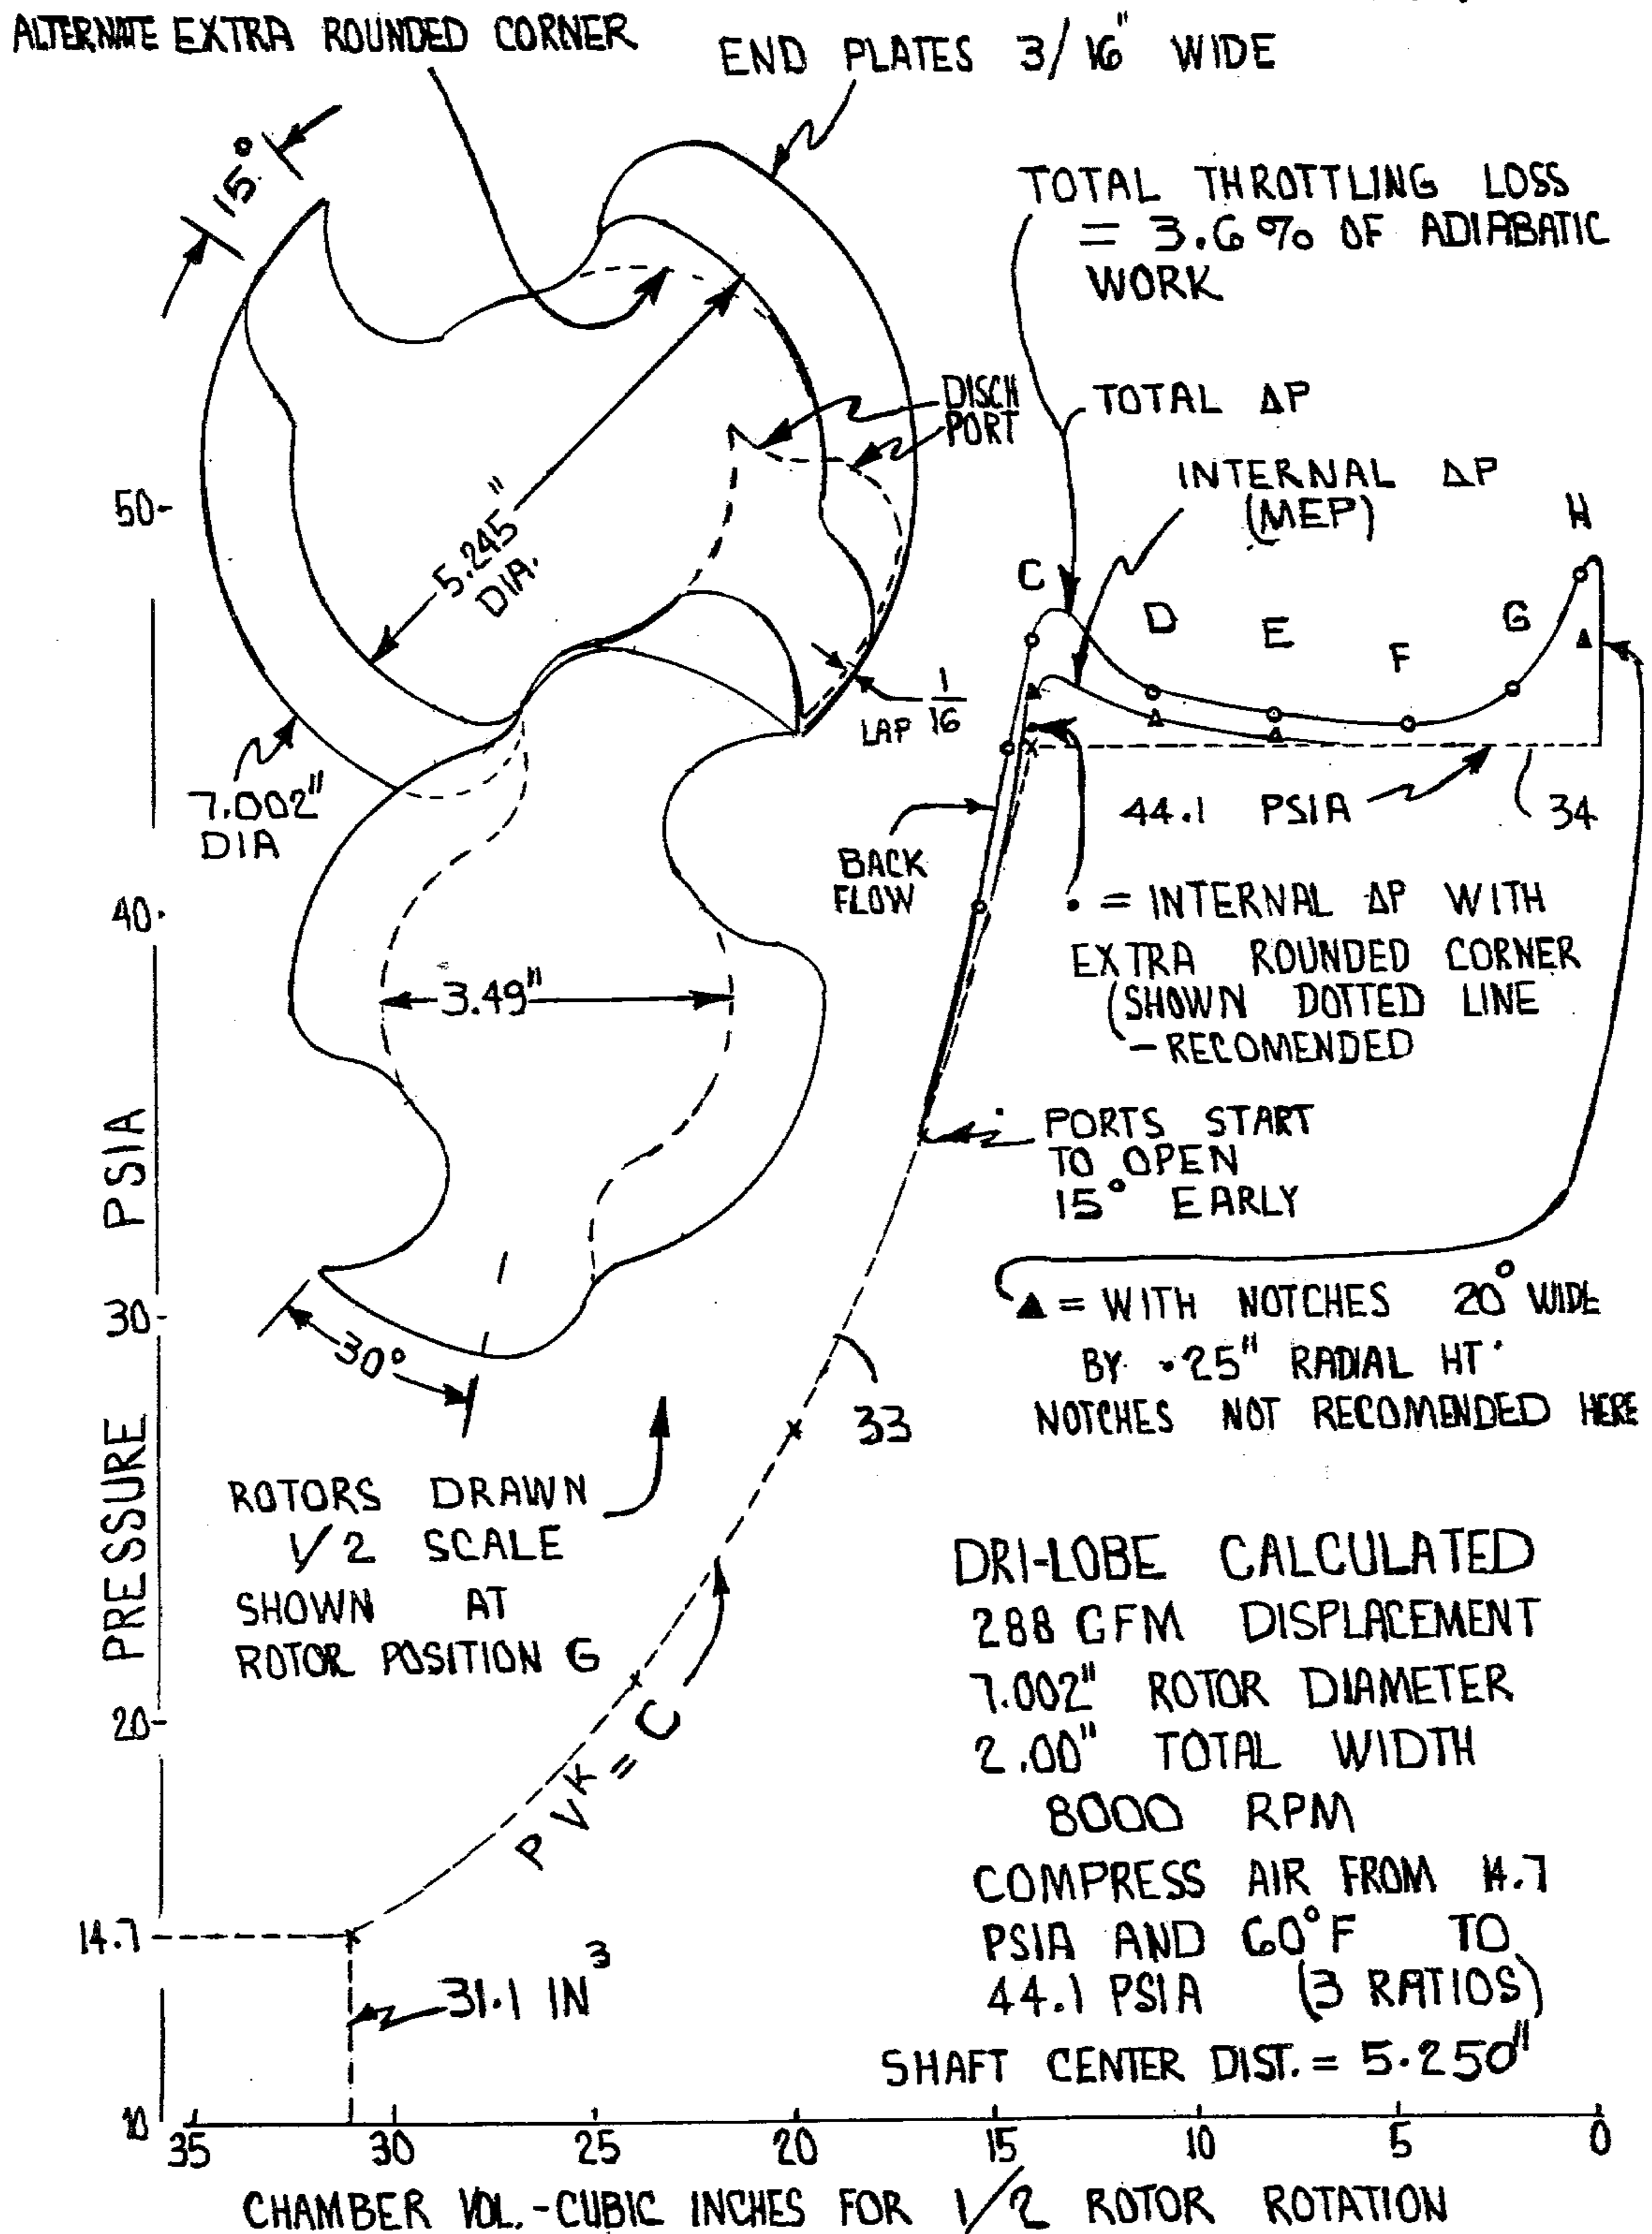 ALTERNATE EXTRA ROUNDED CORNER
END PLATES 3/16" WIDE
15°
TOTAL THROTTLING LOSS
= 3.6% OF ADIABATIC
WORK
DISCH
PORT
TOTAL ΔP
INTERNAL ΔP
(MEP)
50-
5.245"
DIA.
C
D
E
F
G
H
LAP 1/16
7.002"
DIA
44.1 PSIA
34
BACK
FLOW
40-
• = INTERNAL ΔP WITH
EXTRA ROUNDED CORNER
(SHOWN DOTTED LINE
- RECOMENDED
3.49"
PORTS START
TO OPEN
15° EARLY
▲ = WITH NOTCHES 20° WIDE
BY .25" RADIAL HT.
NOTCHES NOT RECOMENDED HERE
30-
30°
33
PRESSURE PSIA
ROTORS DRAWN
1/2 SCALE
SHOWN AT
ROTOR POSITION G
DRI-LOBE CALCULATED
288 CFM DISPLACEMENT
7.002" ROTOR DIAMETER
2.00" TOTAL WIDTH
8000 RPM
COMPRESS AIR FROM 14.7
PSIA AND 60°F TO
44.1 PSIA (3 RATIOS)
SHAFT CENTER DIST. = 5.250"
20-
P V^K = C
14.7
31.1 IN³
10
35 30 25 20 15 10 5 0
CHAMBER VOL.-CUBIC INCHES FOR 1/2 ROTOR ROTATION